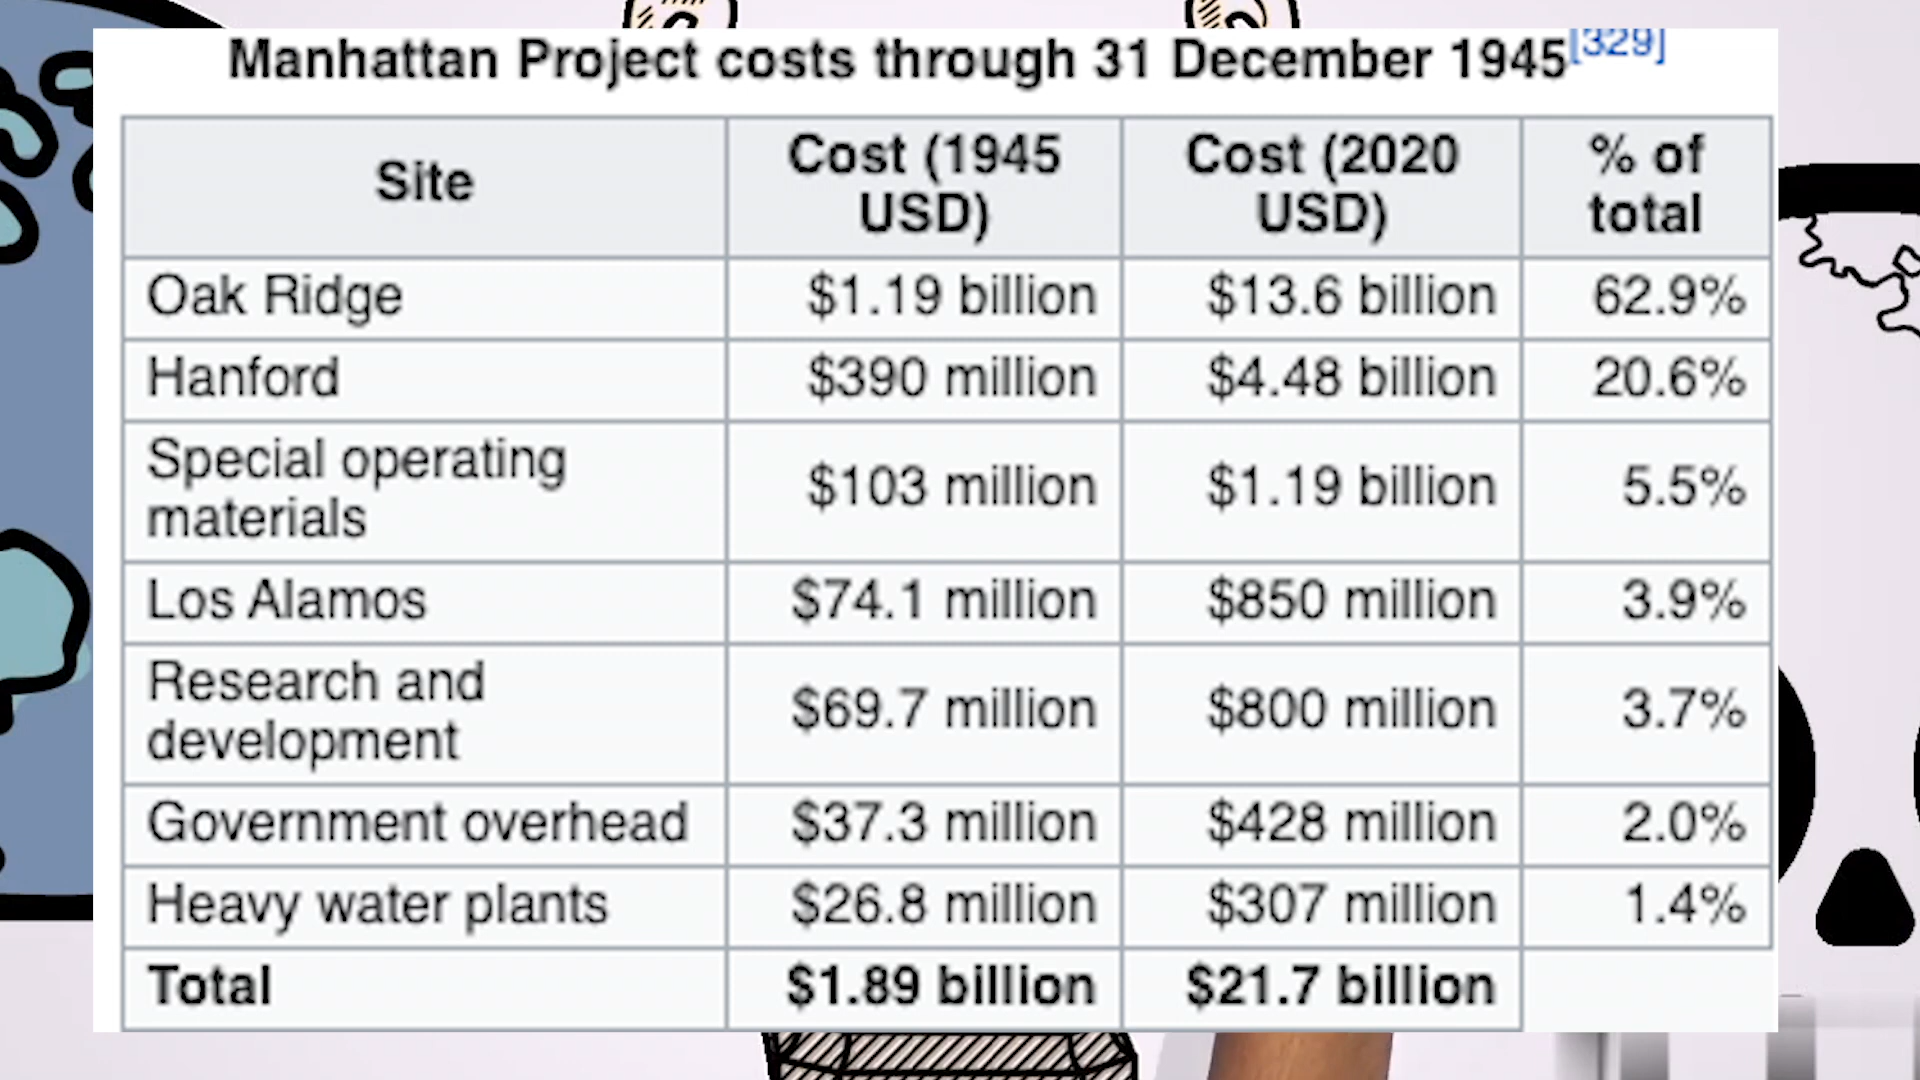 Manhattan Project costs through 31 December 1945[329]
Site
Cost (1945
USD)
Cost (2020
USD)
% of
total
Oak Ridge $1.19 billion $13.6 billion 62.9%
Hanford $390 million $4.48 billion 20.6%
Special operating
materials
$103 million $1.19 billion 5.5%
Los Alamos $74.1 million $850 million 3.9%
Research and
development
$69.7 million $800 million 3.7%
Government overhead $37.3 million $428 million 2.0%
Heavy water plants $26.8 million $307 million 1.4%
Total $1.89 billion $21.7 billion